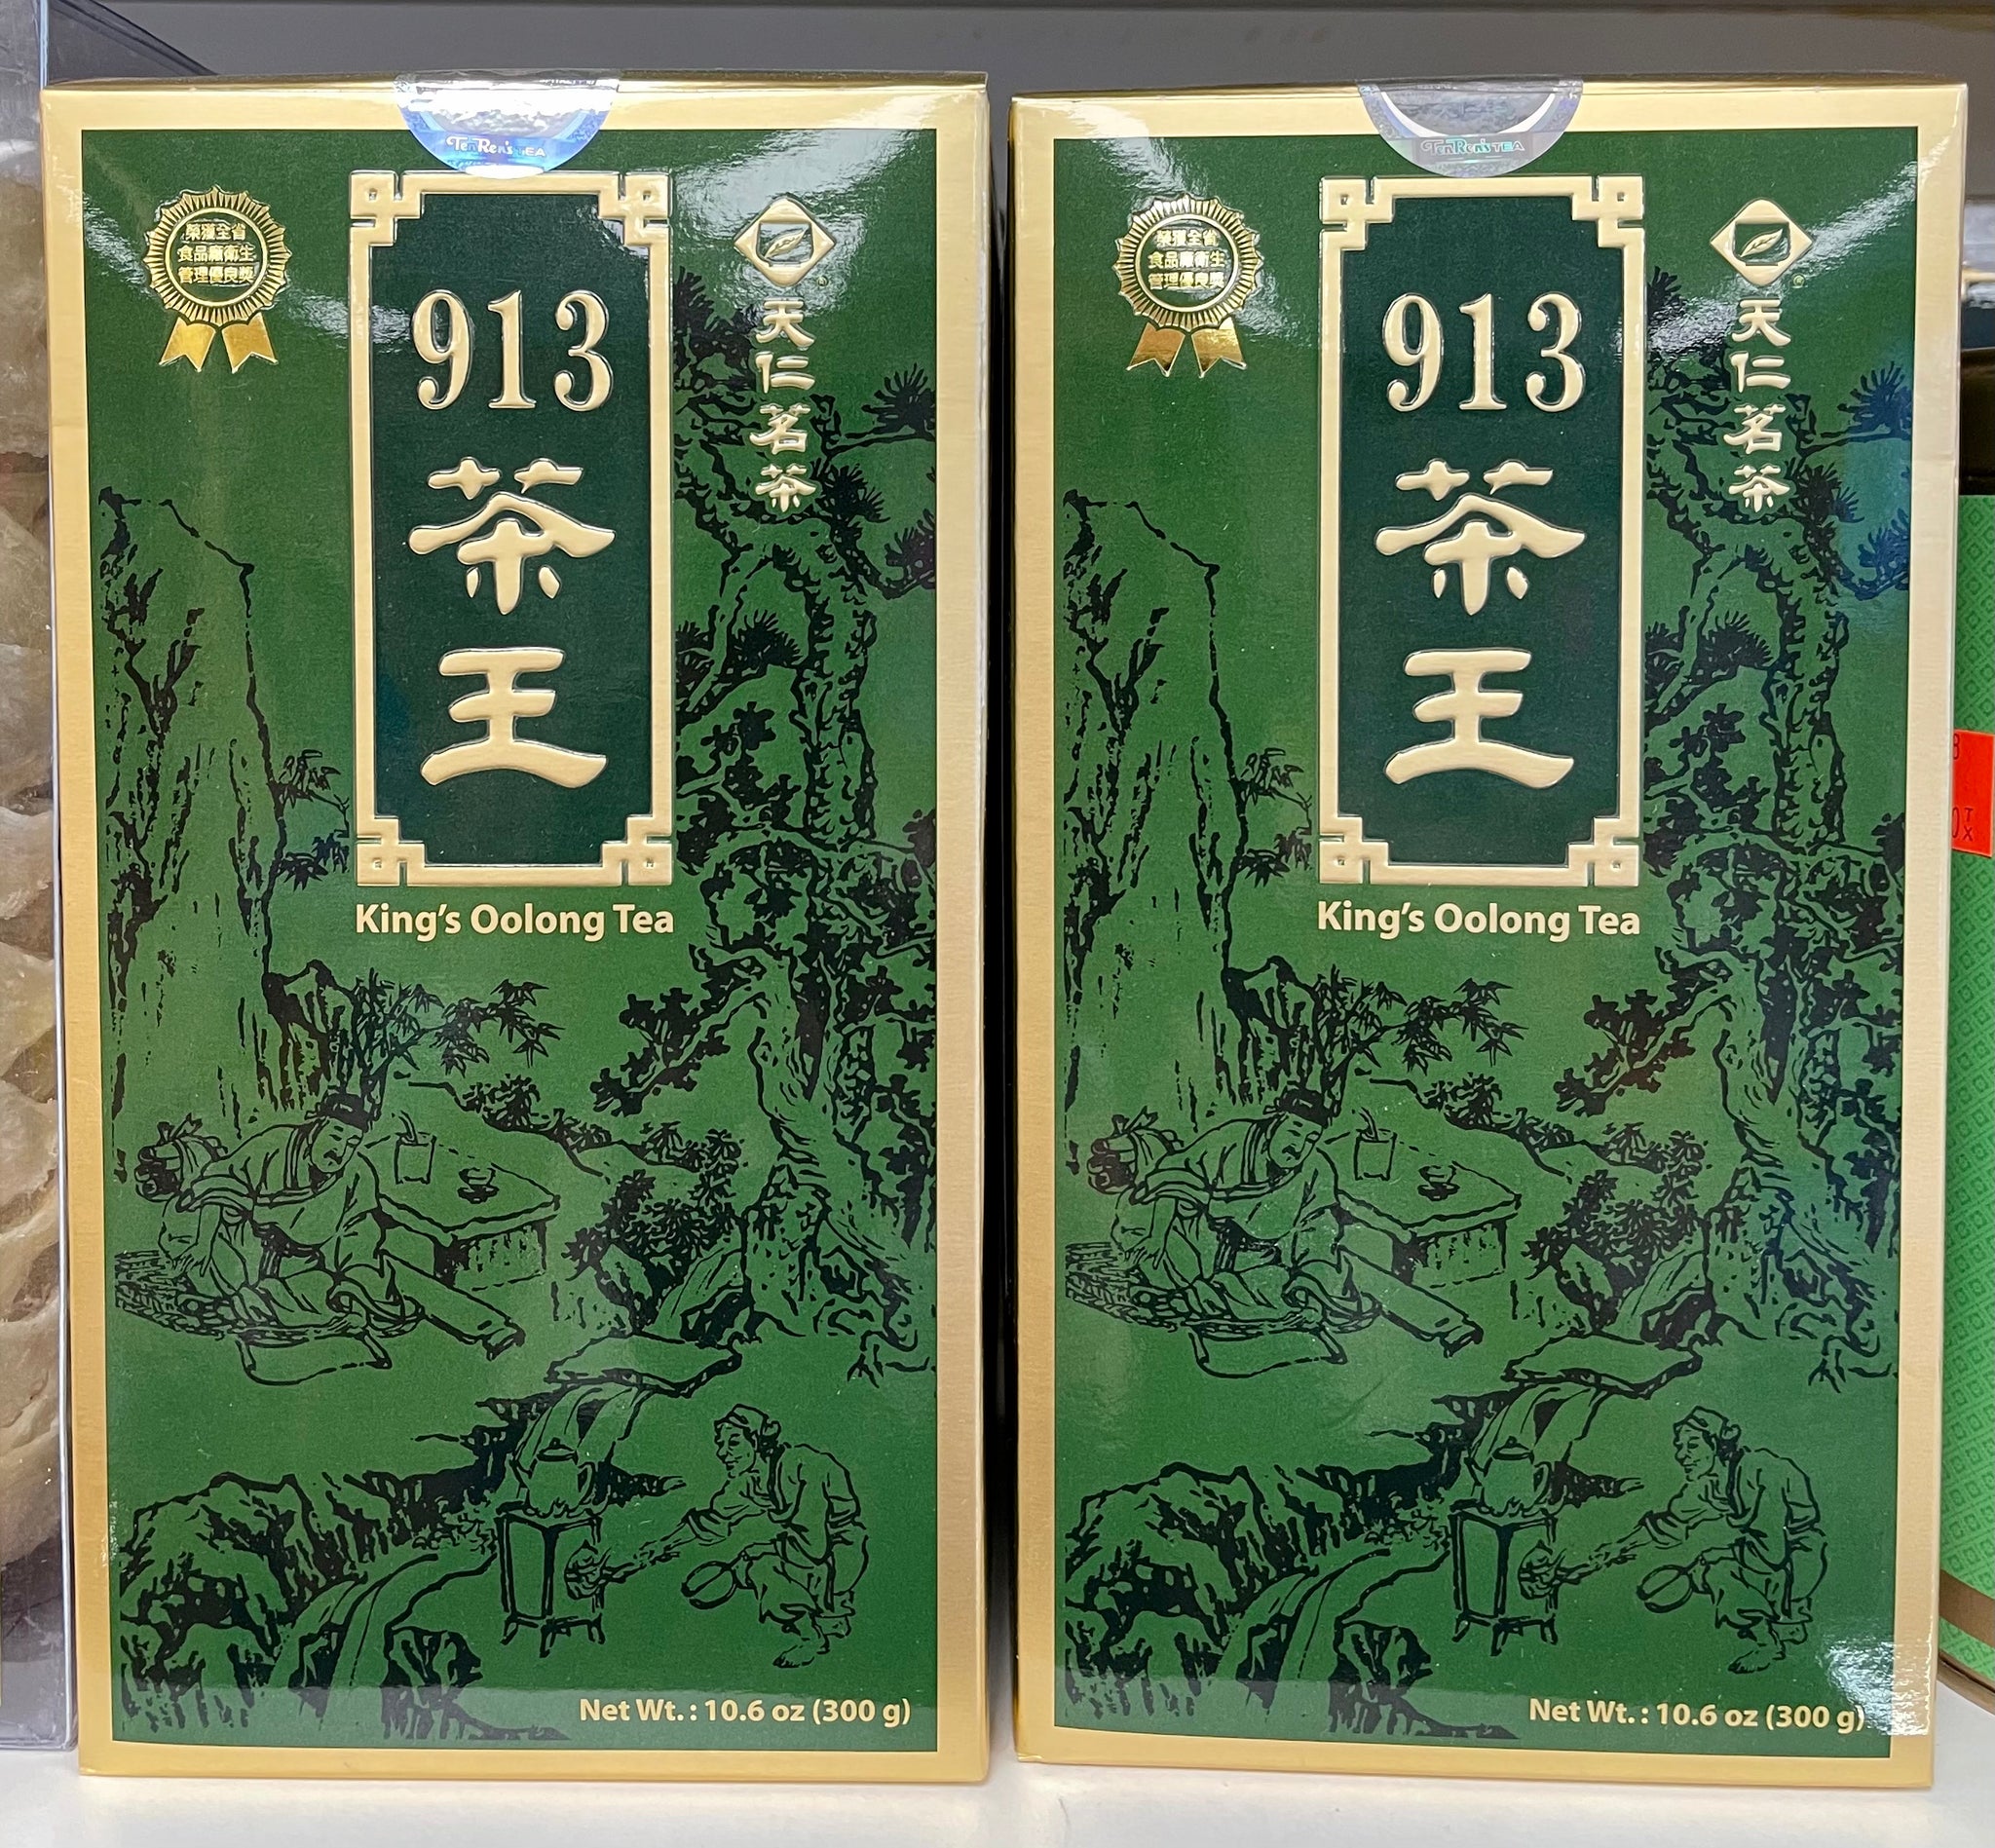 TenRen's TEA
榮獲全省
食品廠衛生
管理優良獎
913
茶王
天仁茗茶
King's Oolong Tea
Net Wt. : 10.6 oz (300 g)
TenRen's TEA
榮獲全省
食品廠衛生
管理優良獎
913
茶王
天仁茗茶
King's Oolong Tea
Net Wt. : 10.6 oz (300 g)